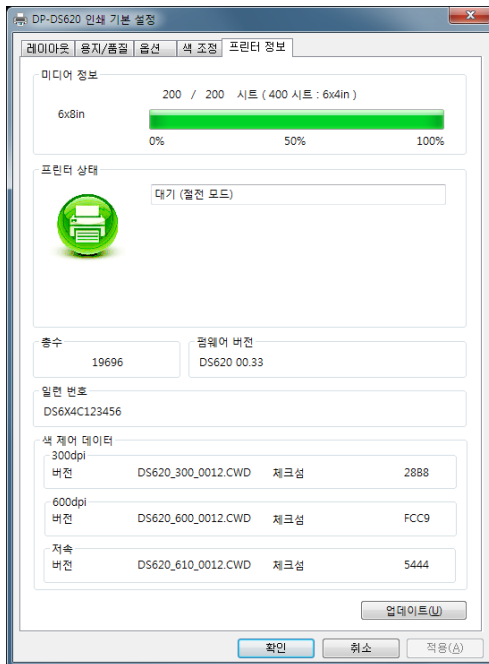 DP-DS620 인쇄 기본 설정
레이아웃 용지/품질 옵션 색 조정 프린터 정보
미디어 정보
200 / 200 시트 ( 400 시트 : 6x4in )
6x8in
0% 50% 100%
프린터 상태
대기 (절전 모드)
총수 펌웨어 버전
19696 DS620 00.33
일련 번호
DS6X4C123456
색 제어 데이터
300dpi
버전 DS620_300_0012.CWD 체크섬 28B8
600dpi
버전 DS620_600_0012.CWD 체크섬 FCC9
저속
버전 DS620_610_0012.CWD 체크섬 5444
업데이트(U)
확인 취소 적용(A)